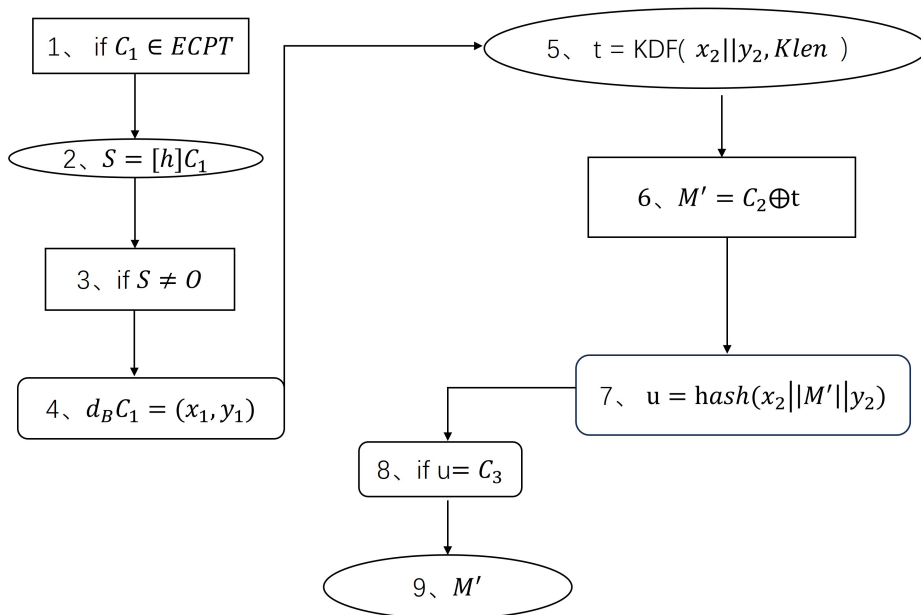 1、 if C₁ ∈ ECPT
2、S = [h]C₁
3、if S ≠ O
4、d_B C₁ = (x₁, y₁)
5、 t = KDF( x₂||y₂, Klen )
6、M′ = C₂⊕t
7、 u = hash(x₂||M′||y₂)
8、if u= C₃
9、M′